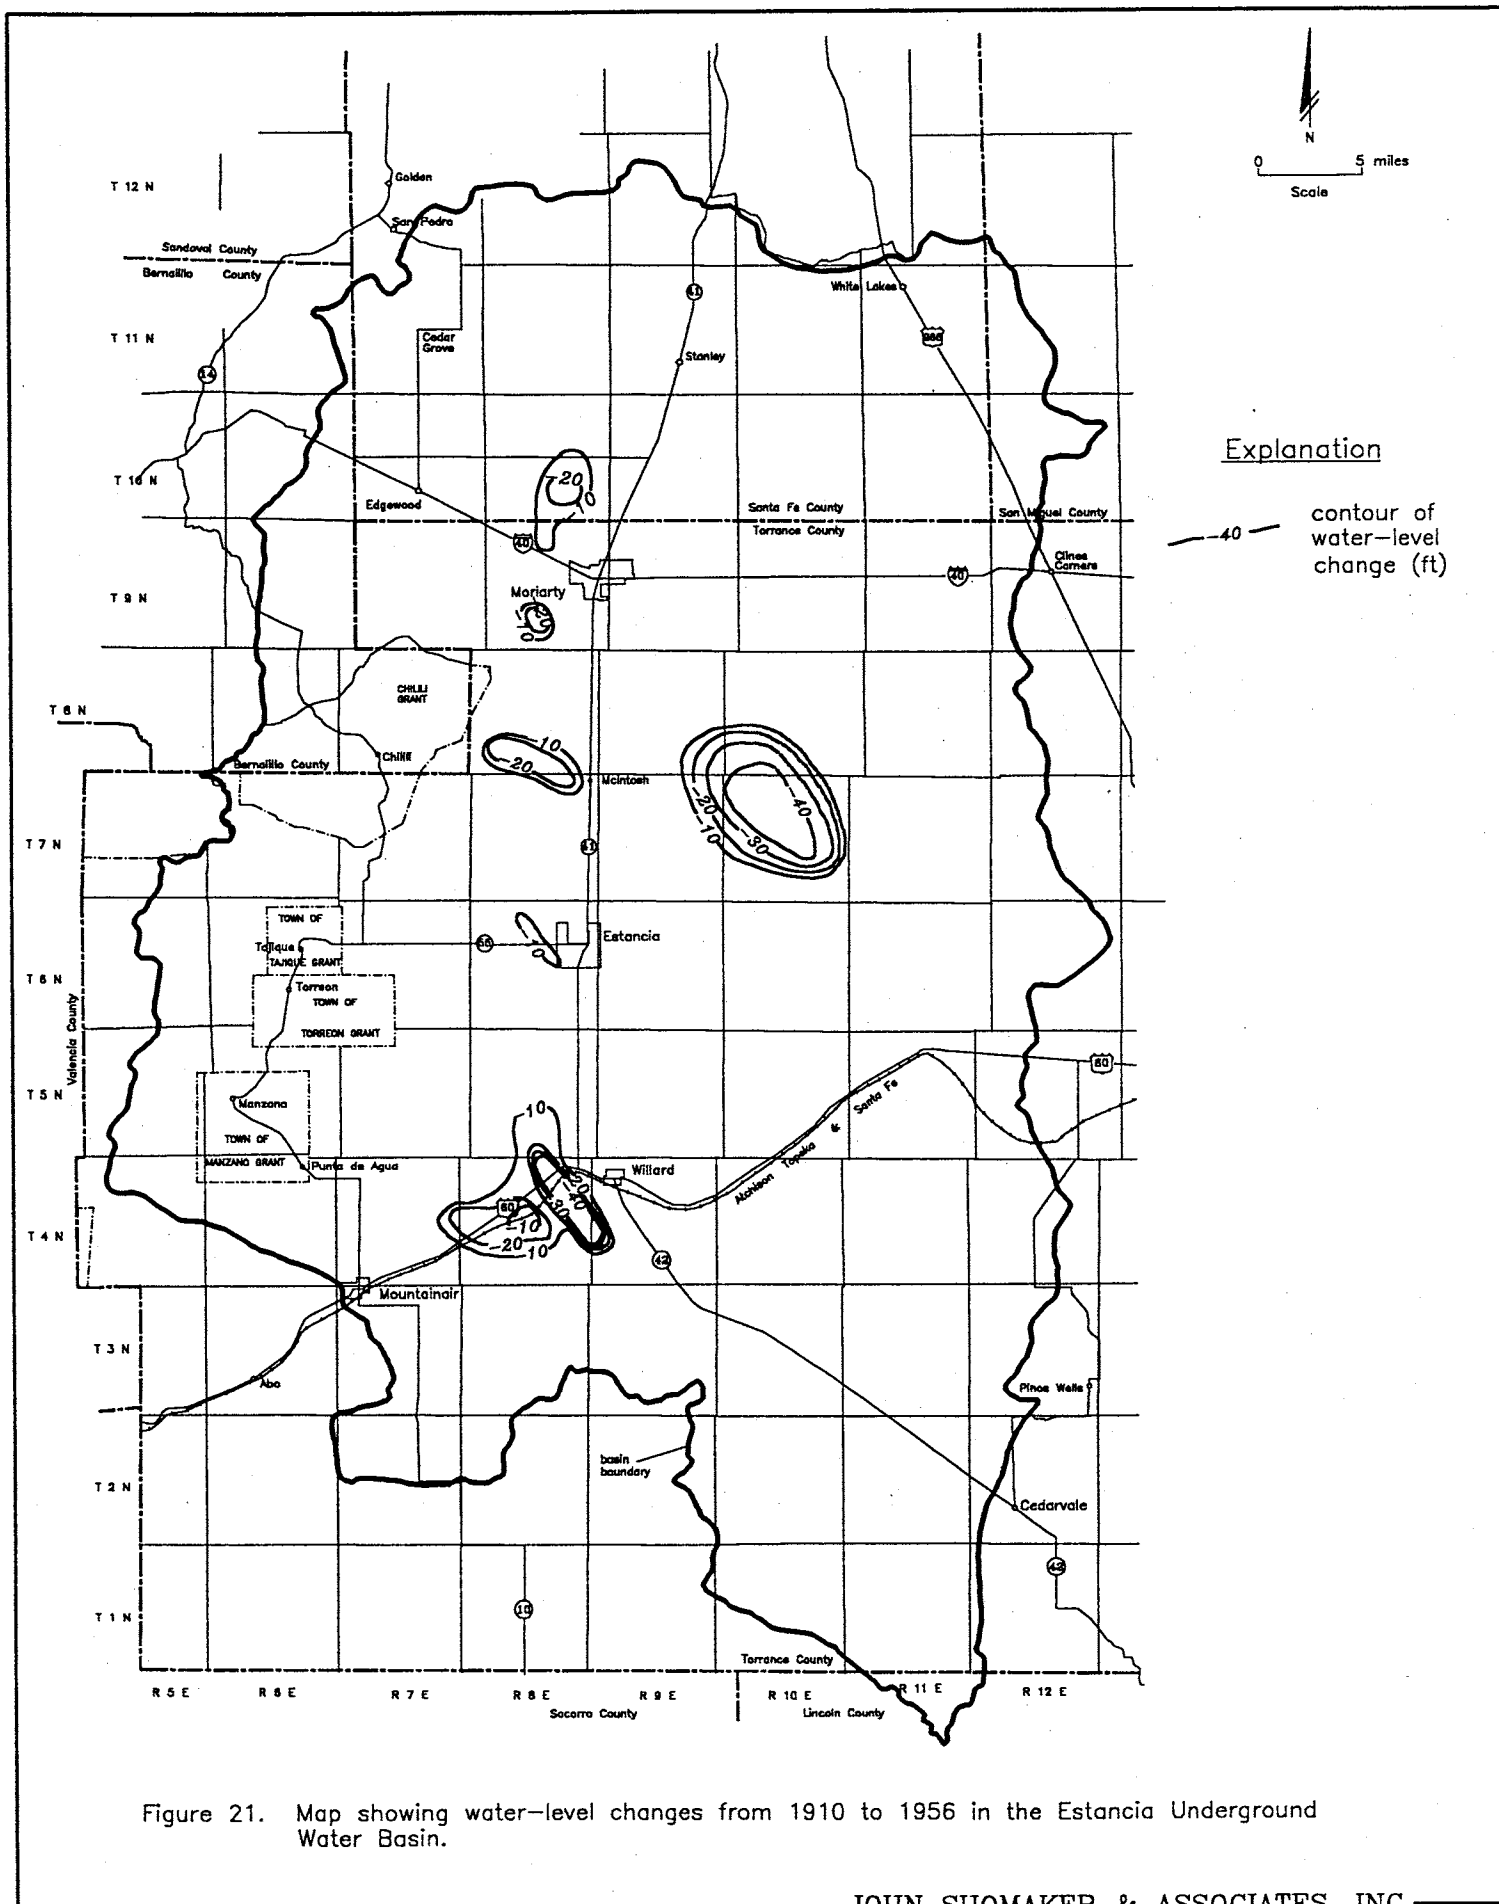 N
0 5 miles
Scale
T 12 N
Golden
San Pedro
Sandoval County
Bernalillo County
White Lakes
41
285
T 11 N
Cedar
Grove
Stanley
14
Explanation
T 10 N
-20
0
Edgewood
Santa Fe County
San Miguel County
Torrance County
contour of
-40
water-level
change (ft)
40
Clines
Corners
40
T 9 N
Moriarty
CHILILI
GRANT
T 8 N
-10
Chilili
-20
Bernalillo County
McIntosh
-40
-20
-10
-30
T 7 N
41
TOWN OF
Tajique
TAJIQUE GRANT
55
Estancia
T 6 N
Torreon
TOWN OF
TORREON GRANT
Valencia County
60
T 5 N
Manzano
10
Atchison Topeka & Santa Fe
TOWN OF
MANZANO GRANT
Punta de Agua
Willard
-20
-40
-30
60
-10
-20
10
T 4 N
42
Mountainair
T 3 N
Abo
Pinos Wells
basin
boundary
T 2 N
Cedarvale
42
T 1 N
10
Torrance County
R 5 E R 6 E R 7 E R 8 E R 9 E R 10 E R 11 E R 12 E
Socorro County
Lincoln County
Figure 21. Map showing water-level changes from 1910 to 1956 in the Estancia Underground
Water Basin.
JOHN SHOMAKER & ASSOCIATES, INC.